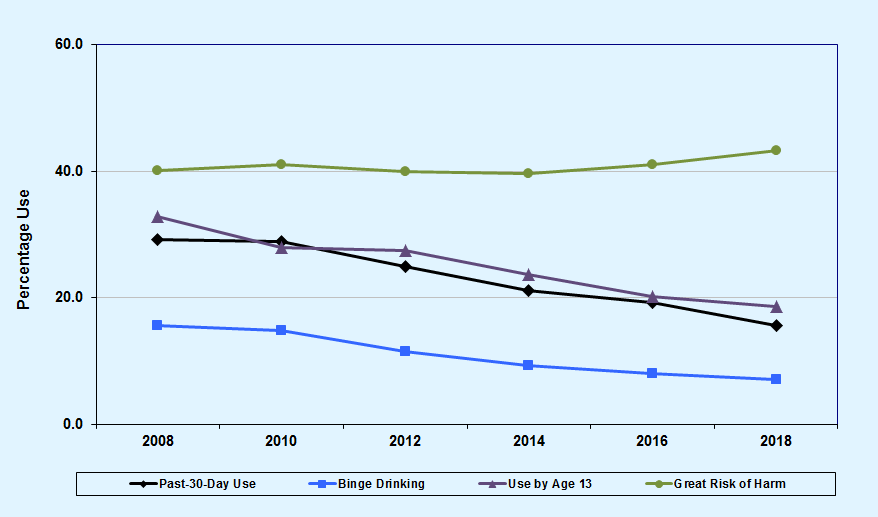 60.0
40.0
20.0
0.0
Percentage Use
2008 2010 2012 2014 2016 2018
Past-30-Day Use Binge Drinking Use by Age 13 Great Risk of Harm